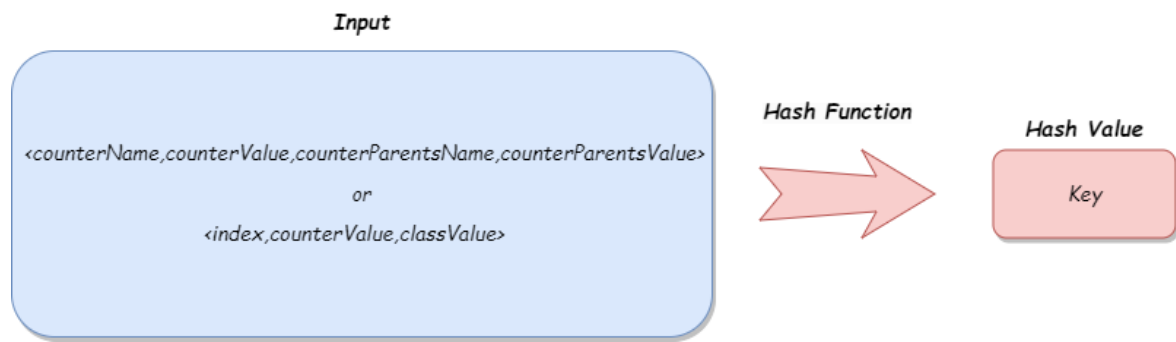 Input
<counterName,counterValue,counterParentsName,counterParentsValue>
or
<index,counterValue,classValue>
Hash Function
Hash Value
Key